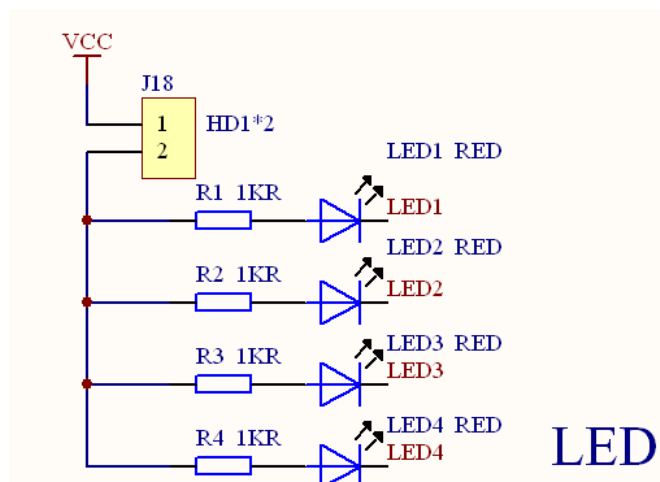 VCC
J18
1
HD1*2
2
LED1 RED
R1 1KR
LED1
LED2 RED
R2 1KR
LED2
LED3 RED
R3 1KR
LED3
LED4 RED
R4 1KR
LED4
LED